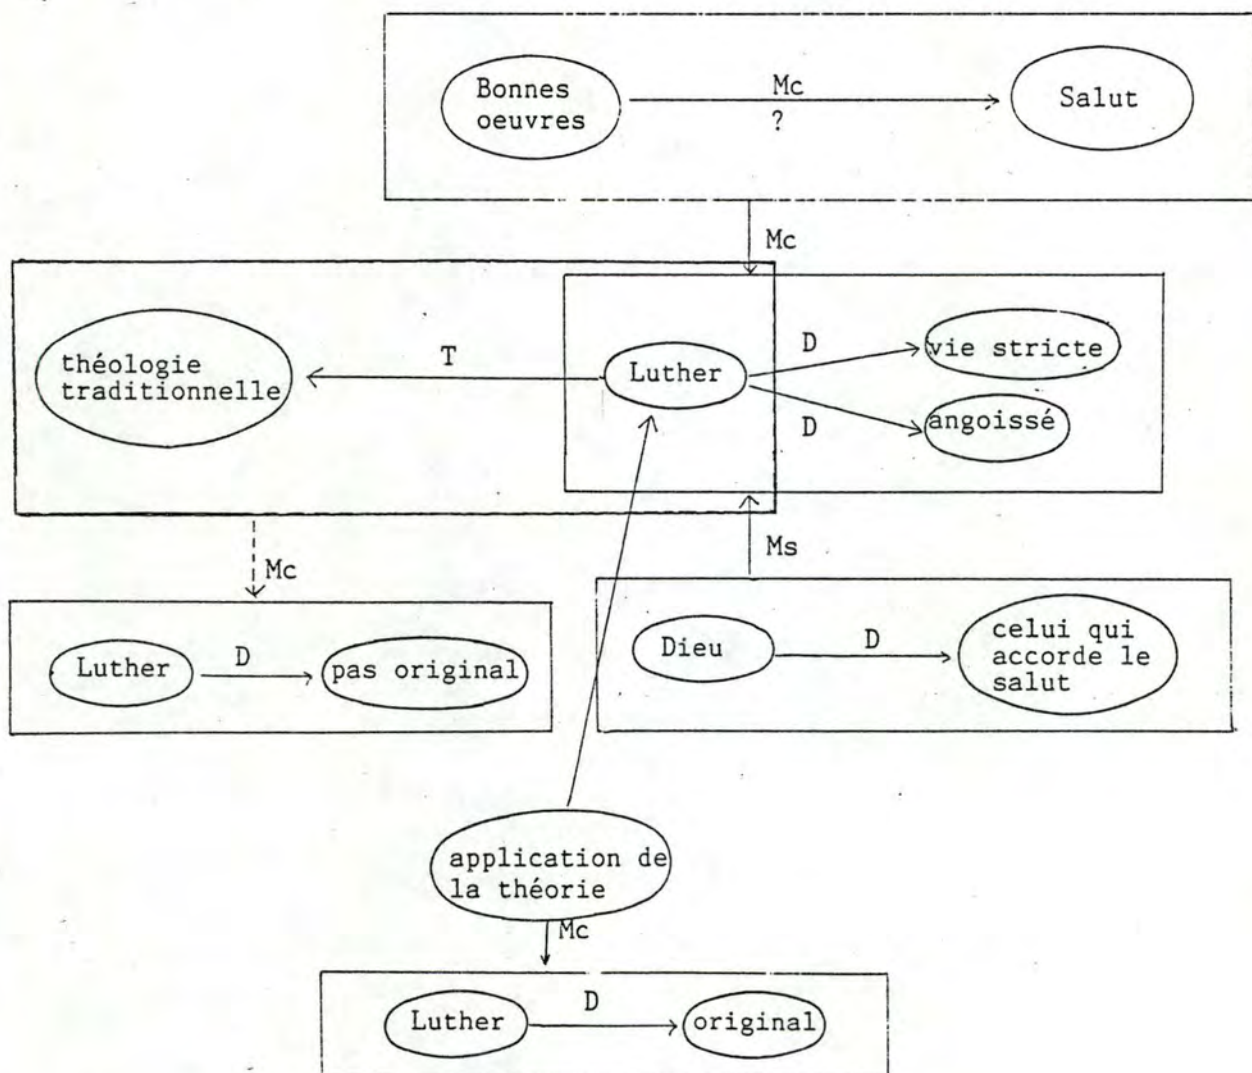 Bonnes
oeuvres
Mc
?
Salut
Mc
théologie
traditionnelle
T
Luther
D
vie stricte
D
angoissé
Mc
Ms
Luther
D
pas original
Dieu
D
celui qui
accorde le
salut
application de
la théorie
Mc
Luther
D
original